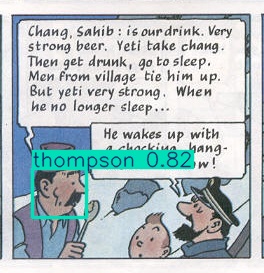 Chang, Sahib : is our drink. Very
strong beer. Yeti take chang.
Then get drunk, go to sleep.
Men from village tie him up.
But yeti very strong. When
he no longer sleep...
He wakes up with
a shocking hang-
thompson 0.82
!